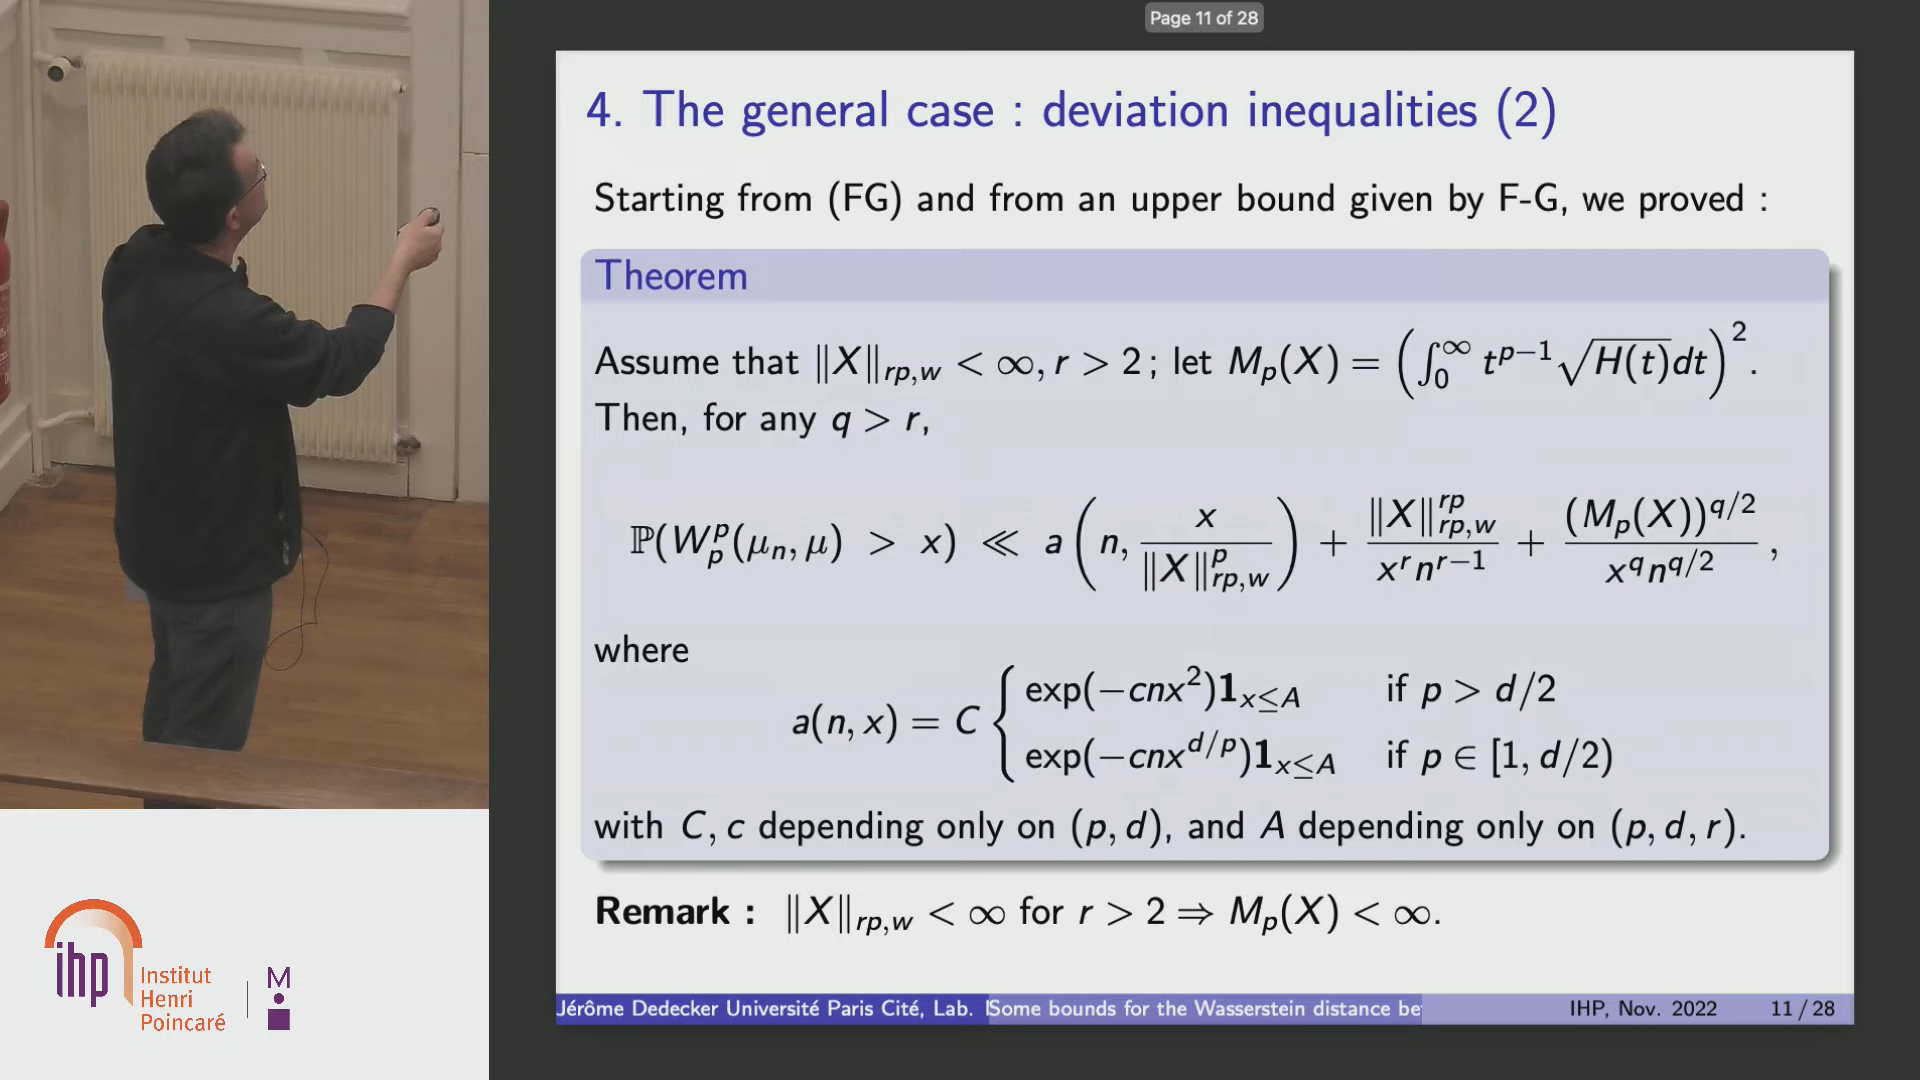 Page 11 of 28
4. The general case : deviation inequalities (2)
Starting from (FG) and from an upper bound given by F-G, we proved :
Theorem
Assume that ‖X‖_{rp,w} < ∞, r > 2 ; let M_p(X) = (∫_0^∞ t^{p−1} √H(t) dt)^2.
Then, for any q > r,
ℙ(W_p^p(μ_n, μ) > x) ≪ a(n, x / ‖X‖_{rp,w}^p) + ‖X‖_{rp,w}^{rp} / (x^r n^{r−1}) + (M_p(X))^{q/2} / (x^q n^{q/2}) ,
where
a(n, x) = C { exp(−cnx^2)1_{x≤A} if p > d/2
exp(−cnx^{d/p})1_{x≤A} if p ∈ [1, d/2)
with C, c depending only on (p, d), and A depending only on (p, d, r).
Remark : ‖X‖_{rp,w} < ∞ for r > 2 ⇒ M_p(X) < ∞.
Jérôme Dedecker Université Paris Cité, Lab. Some bounds for the Wasserstein distance be IHP, Nov. 2022 11 / 28
ihp Institut
Henri
Poincaré
M